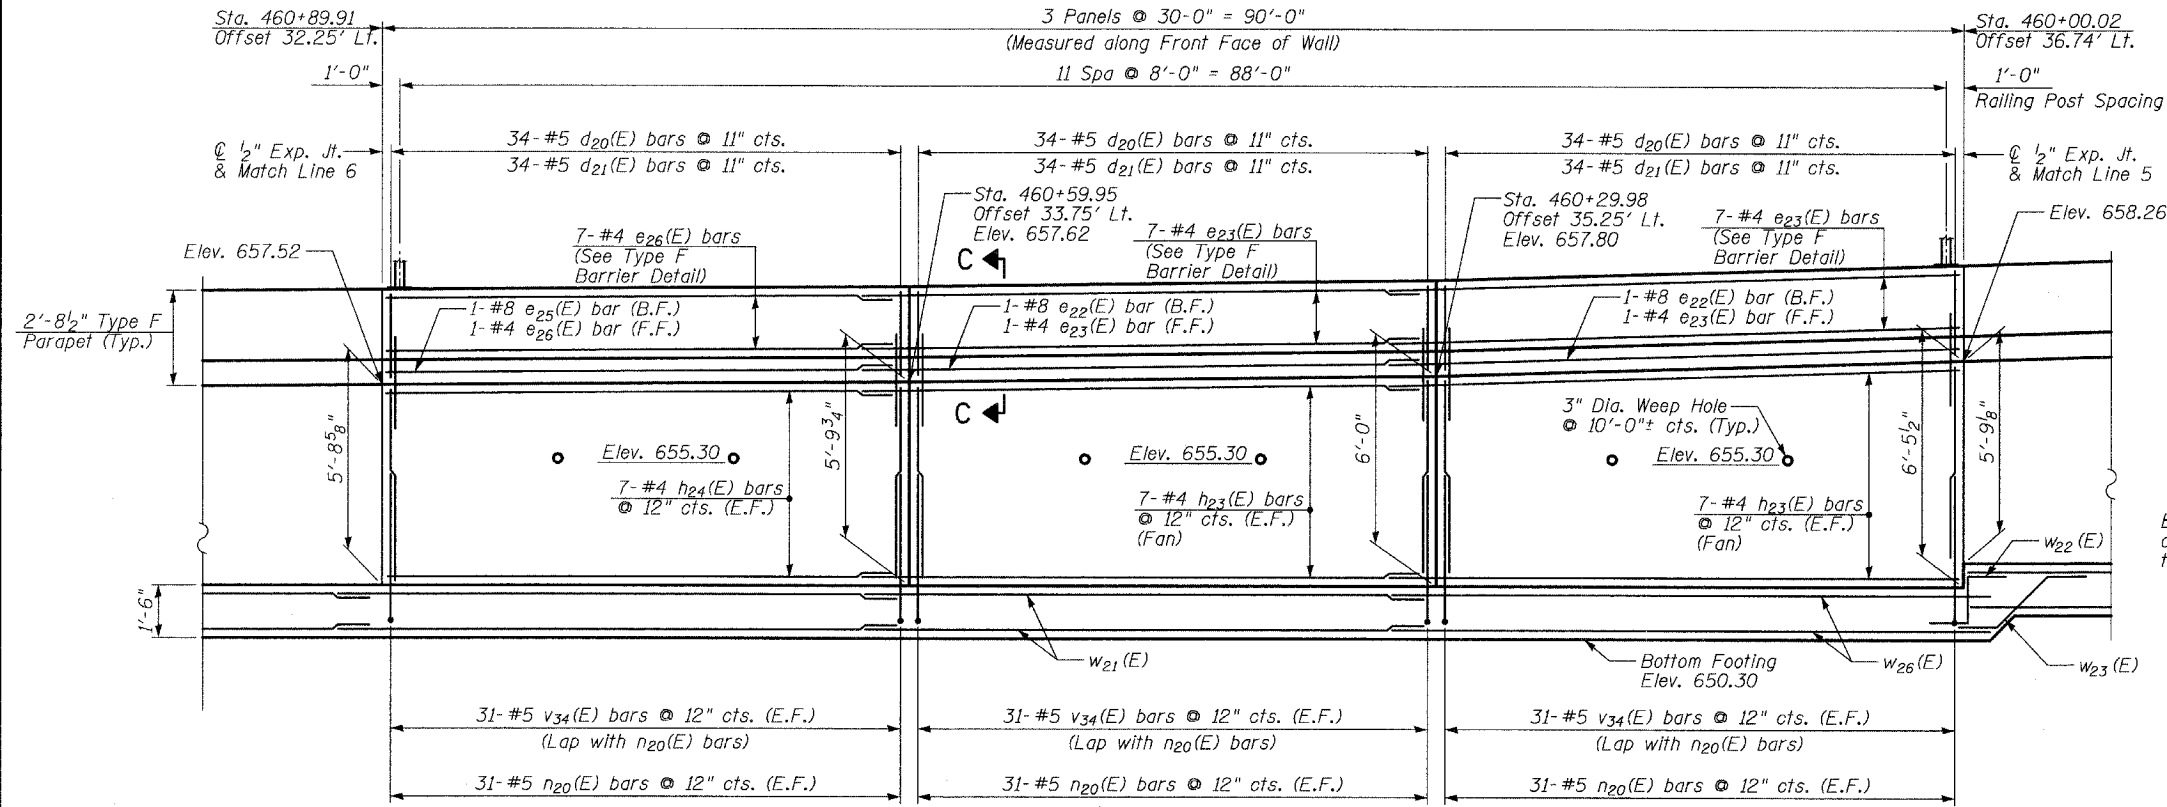 Sta. 460+89.91
Offset 32.25' Lt.
3 Panels @ 30-0" = 90'-0"
(Measured along Front Face of Wall)
Sta. 460+00.02
Offset 36.74' Lt.
1'-0"
11 Spa @ 8'-0" = 88'-0"
1'-0"
Railing Post Spacing
℄ ½" Exp. Jt.
& Match Line 6
34-#5 d20(E) bars @ 11" cts.
34-#5 d21(E) bars @ 11" cts.
34-#5 d20(E) bars @ 11" cts.
34-#5 d21(E) bars @ 11" cts.
34-#5 d20(E) bars @ 11" cts.
34-#5 d21(E) bars @ 11" cts.
℄ ½" Exp. Jt.
& Match Line 5
Elev. 657.52
7-#4 e26(E) bars
(See Type F
Barrier Detail)
Sta. 460+59.95
Offset 33.75' Lt.
Elev. 657.62
7-#4 e23(E) bars
(See Type F
Barrier Detail)
Sta. 460+29.98
Offset 35.25' Lt.
Elev. 657.80
7-#4 e23(E) bars
(See Type F
Barrier Detail)
Elev. 658.26
C
2'-8½" Type F
Parapet (Typ.)
1-#8 e25(E) bar (B.F.)
1-#4 e26(E) bar (F.F.)
1-#8 e22(E) bar (B.F.)
1-#4 e23(E) bar (F.F.)
1-#8 e22(E) bar (B.F.)
1-#4 e23(E) bar (F.F.)
C
5'-8⅝"
5'-9¾"
6'-0"
6'-5½"
5'-9⅛"
3" Dia. Weep Hole
@ 10'-0"± cts. (Typ.)
Elev. 655.30
Elev. 655.30
Elev. 655.30
7-#4 h24(E) bars
@ 12" cts. (E.F.)
7-#4 h23(E) bars
@ 12" cts. (E.F.)
(Fan)
7-#4 h23(E) bars
@ 12" cts. (E.F.)
(Fan)
w22(E)
1'-6"
w21(E)
Bottom Footing
Elev. 650.30
w26(E)
w23(E)
31-#5 v34(E) bars @ 12" cts. (E.F.)
(Lap with n20(E) bars)
31-#5 v34(E) bars @ 12" cts. (E.F.)
(Lap with n20(E) bars)
31-#5 v34(E) bars @ 12" cts. (E.F.)
(Lap with n20(E) bars)
31-#5 n20(E) bars @ 12" cts. (E.F.)
31-#5 n20(E) bars @ 12" cts. (E.F.)
31-#5 n20(E) bars @ 12" cts. (E.F.)